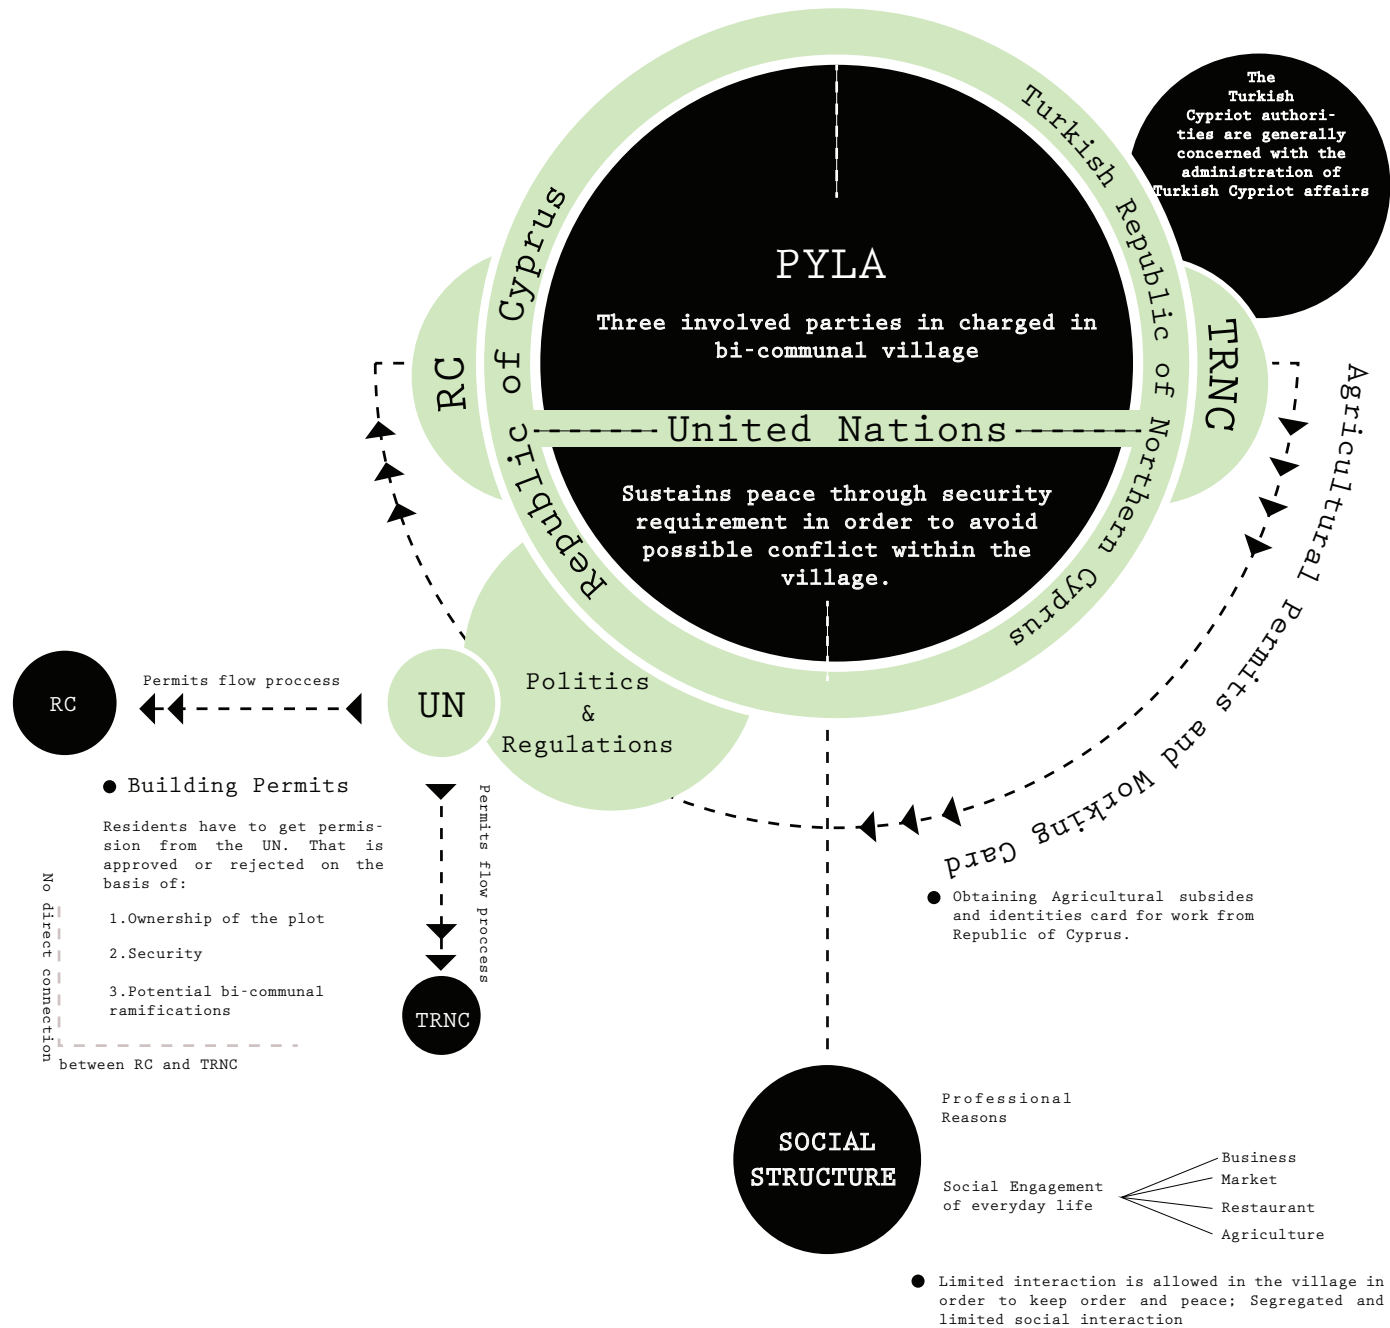 The
Turkish
Cypriot authori-
ties are generally
concerned with the
administration of
Turkish Cypriot affairs
Turkish Republic of Northern Cyprus
Republic of Cyprus
PYLA
Three involved parties in charged in
bi-communal village
RC
TRNC
United Nations
Sustains peace through security
requirement in order to avoid
possible conflict within the
village.
Agricultural Permits and Working Card
Obtaining Agricultural subsides
and identities card for work from
Republic of Cyprus.
Politics
&
Regulations
UN
Permits flow proccess
RC
Building Permits
Residents have to get permis-
sion from the UN. That is
approved or rejected on the
basis of:
1.Ownership of the plot
2.Security
3.Potential bi-communal
ramifications
No direct connection
between RC and TRNC
Permits flow proccess
TRNC
SOCIAL
STRUCTURE
Professional
Reasons
Social Engagement
of everyday life
Business
Market
Restaurant
Agriculture
Limited interaction is allowed in the village in
order to keep order and peace; Segregated and
limited social interaction